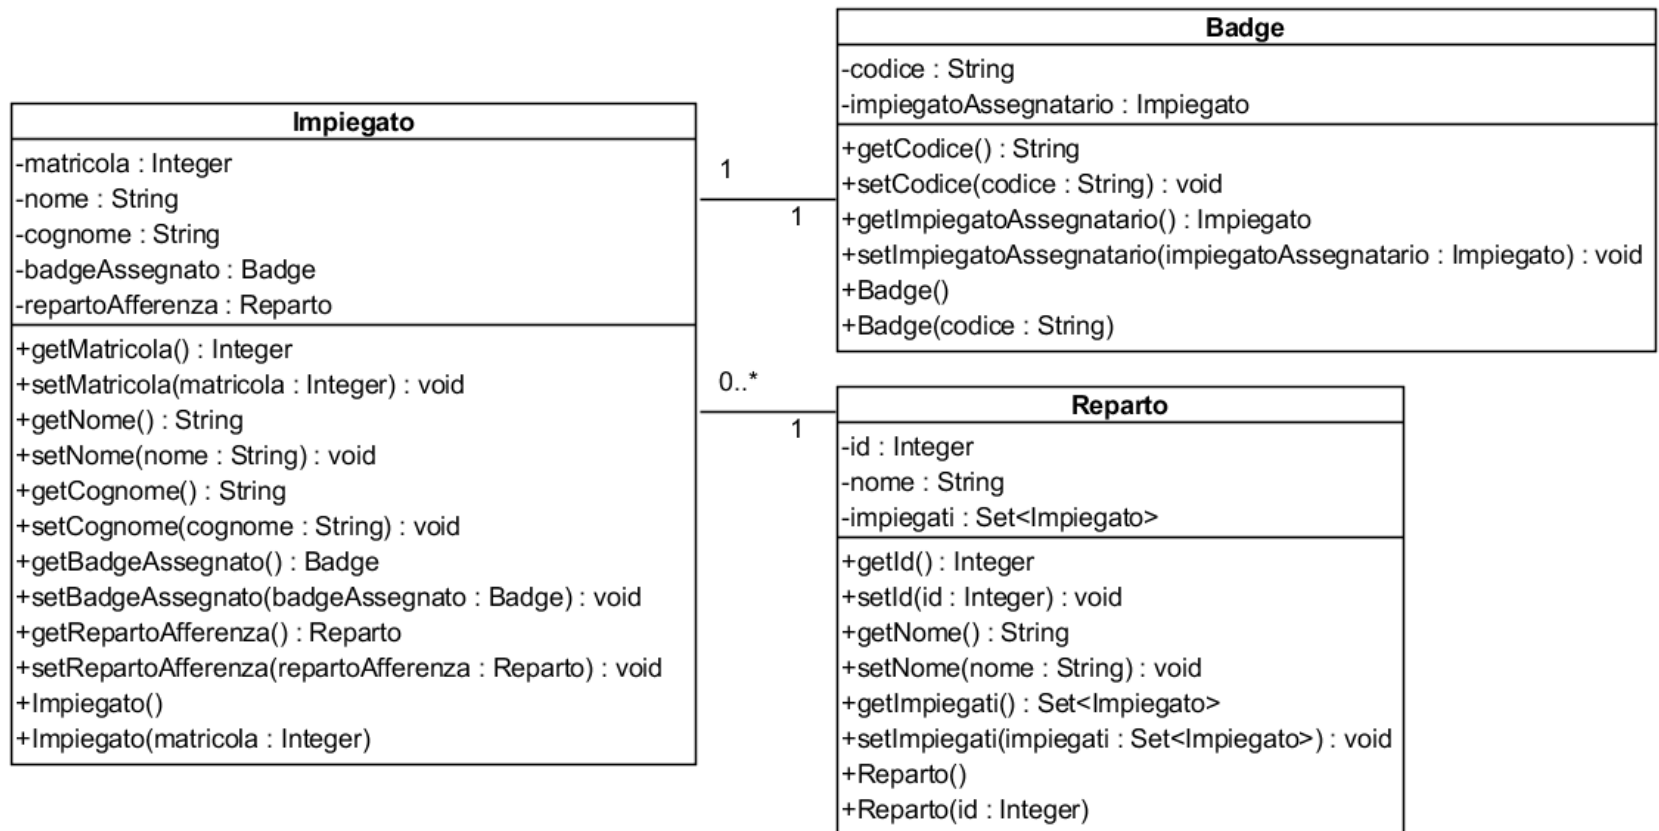 Impiegato
-matricola : Integer
-nome : String
-cognome : String
-badgeAssegnato : Badge
-repartoAfferenza : Reparto
+getMatricola() : Integer
+setMatricola(matricola : Integer) : void
+getNome() : String
+setNome(nome : String) : void
+getCognome() : String
+setCognome(cognome : String) : void
+getBadgeAssegnato() : Badge
+setBadgeAssegnato(badgeAssegnato : Badge) : void
+getRepartoAfferenza() : Reparto
+setRepartoAfferenza(repartoAfferenza : Reparto) : void
+Impiegato()
+Impiegato(matricola : Integer)
1
1
0..*
1
Badge
-codice : String
-impiegatoAssegnatario : Impiegato
+getCodice() : String
+setCodice(codice : String) : void
+getImpiegatoAssegnatario() : Impiegato
+setImpiegatoAssegnatario(impiegatoAssegnatario : Impiegato) : void
+Badge()
+Badge(codice : String)
Reparto
-id : Integer
-nome : String
-impiegati : Set<Impiegato>
+getId() : Integer
+setId(id : Integer) : void
+getNome() : String
+setNome(nome : String) : void
+getImpiegati() : Set<Impiegato>
+setImpiegati(impiegati : Set<Impiegato>) : void
+Reparto()
+Reparto(id : Integer)